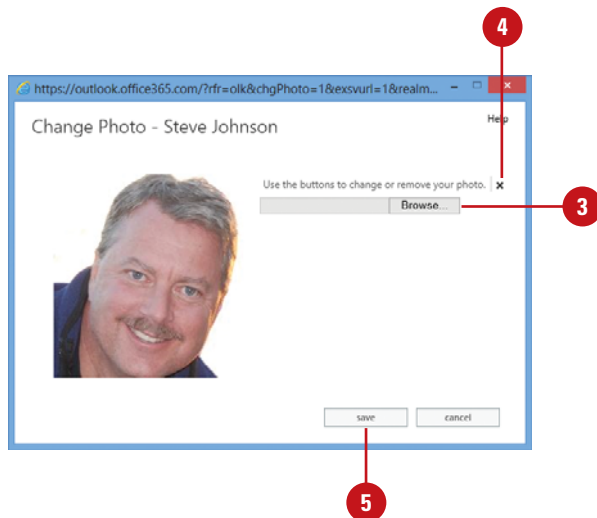 4
https://outlook.office365.com/?rfr=olk&chgPhoto=1&exsvurl=1&realm...
Help
Change Photo - Steve Johnson
Use the buttons to change or remove your photo.
Browse...
3
save
cancel
5